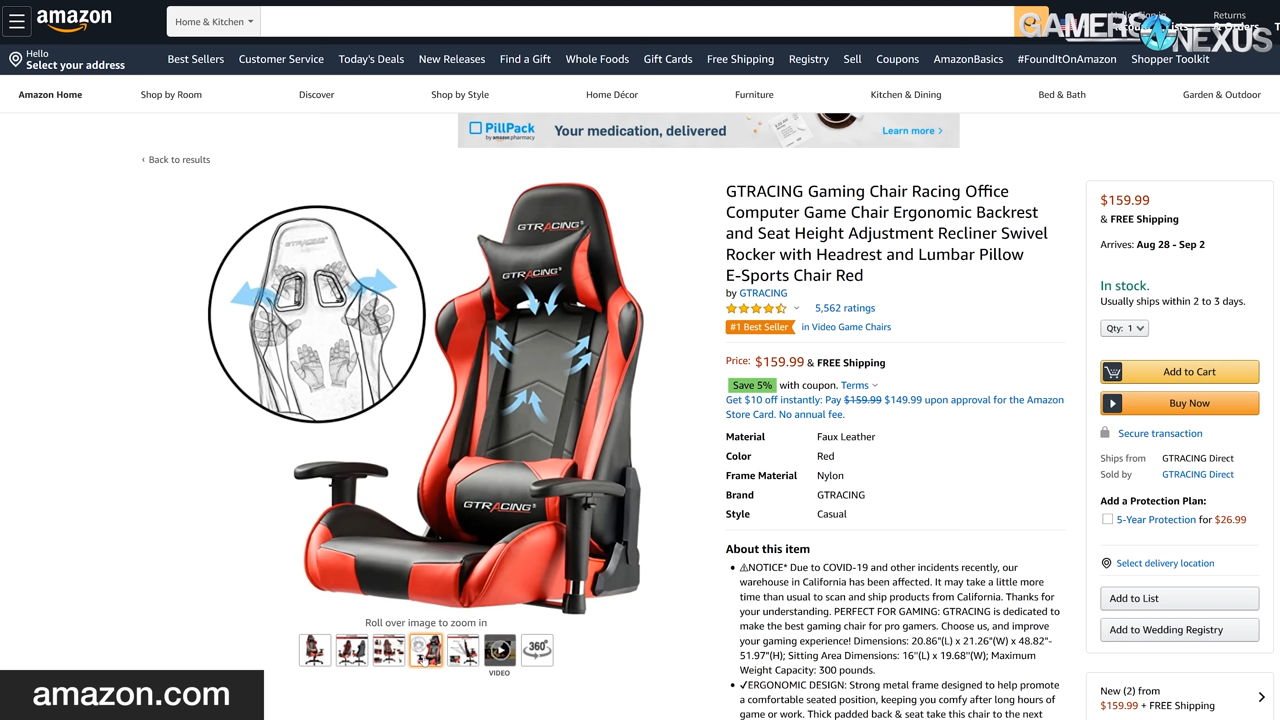 amazon
Home & Kitchen
Returns
GAMERS NEXUS
Hello
Select your address
Best Sellers Customer Service Today's Deals New Releases Find a Gift Whole Foods Gift Cards Free Shipping Registry Sell Coupons AmazonBasics #FoundItOnAmazon Shopper Toolkit
Amazon Home Shop by Room Discover Shop by Style Home Décor Furniture Kitchen & Dining Bed & Bath Garden & Outdoor
PillPack
by amazon pharmacy
Your medication, delivered
Learn more ›
‹ Back to results
GTRACING
GTRACING
GTRACING
GTRACING
Roll over image to zoom in
360°
VIDEO
GTRACING Gaming Chair Racing Office
Computer Game Chair Ergonomic Backrest
and Seat Height Adjustment Recliner Swivel
Rocker with Headrest and Lumbar Pillow
E-Sports Chair Red
by GTRACING
5,562 ratings
#1 Best Seller in Video Game Chairs
Price: $159.99 & FREE Shipping
Save 5% with coupon. Terms
Get $10 off instantly: Pay $159.99 $149.99 upon approval for the Amazon
Store Card. No annual fee.
Material Faux Leather
Color Red
Frame Material Nylon
Brand GTRACING
Style Casual
About this item
• ⚠NOTICE* Due to COVID-19 and other incidents recently, our
warehouse in California has been affected. It may take a little more
time than usual to scan and ship products from California. Thanks for
your understanding. PERFECT FOR GAMING: GTRACING is dedicated to
make the best gaming chair for pro gamers. Choose us, and improve
your gaming experience! Dimensions: 20.86"(L) x 21.26"(W) x 48.82"-
51.97"(H); Sitting Area Dimensions: 16''(L) x 19.68''(W); Maximum
Weight Capacity: 300 pounds.
• ✓ERGONOMIC DESIGN: Strong metal frame designed to help promote
a comfortable seated position, keeping you comfy after long hours of
game or work. Thick padded back & seat take this chair to the next
$159.99
& FREE Shipping
Arrives: Aug 28 - Sep 2
In stock.
Usually ships within 2 to 3 days.
Qty: 1
Add to Cart
Buy Now
Secure transaction
Ships from GTRACING Direct
Sold by GTRACING Direct
Add a Protection Plan:
5-Year Protection for $26.99
Select delivery location
Add to List
Add to Wedding Registry
New (2) from
$159.99 + FREE Shipping
amazon.com